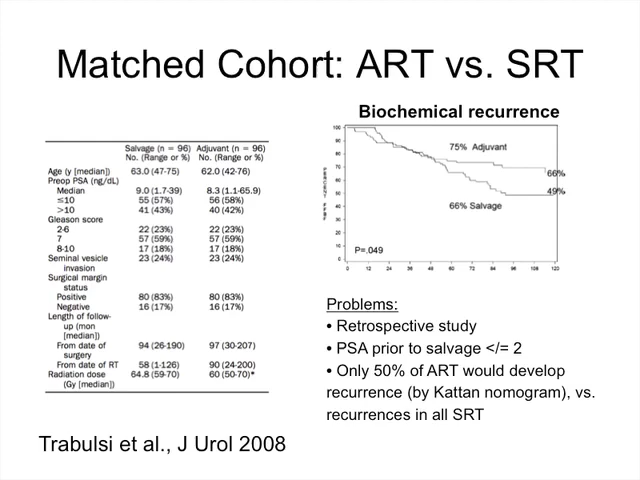 Matched Cohort: ART vs. SRT
Salvage (n = 96) Adjuvant (n = 96)
No. (Range or %) No. (Range or %)
Age (y [median]) 63.0 (47-75) 62.0 (42-76)
Preop PSA (ng/dL)
Median 9.0 (1.7-39) 8.3 (1.1-65.9)
≤10 55 (57%) 56 (58%)
>10 41 (43%) 40 (42%)
Gleason score
2-6 22 (23%) 22 (23%)
7 57 (59%) 57 (59%)
8-10 17 (18%) 17 (18%)
Seminal vesicle 23 (24%) 23 (24%)
invasion
Surgical margin
status
Positive 80 (83%) 80 (83%)
Negative 16 (17%) 16 (17%)
Length of follow-
up (mon
[median])
From date of 94 (26-190) 97 (30-207)
surgery
From date of RT 58 (1-126) 90 (24-200)
Radiation dose 64.8 (59-70) 60 (50-70)*
(Gy [median])
Biochemical recurrence
100
90
80
70
60
50
40
30
20
10
0
75% Adjuvant
66%
49%
66% Salvage
P=.049
0 12 24 36 48 60 72 84 96 108 120
Problems:
• Retrospective study
• PSA prior to salvage </= 2
• Only 50% of ART would develop
recurrence (by Kattan nomogram), vs.
recurrences in all SRT
Trabulsi et al., J Urol 2008